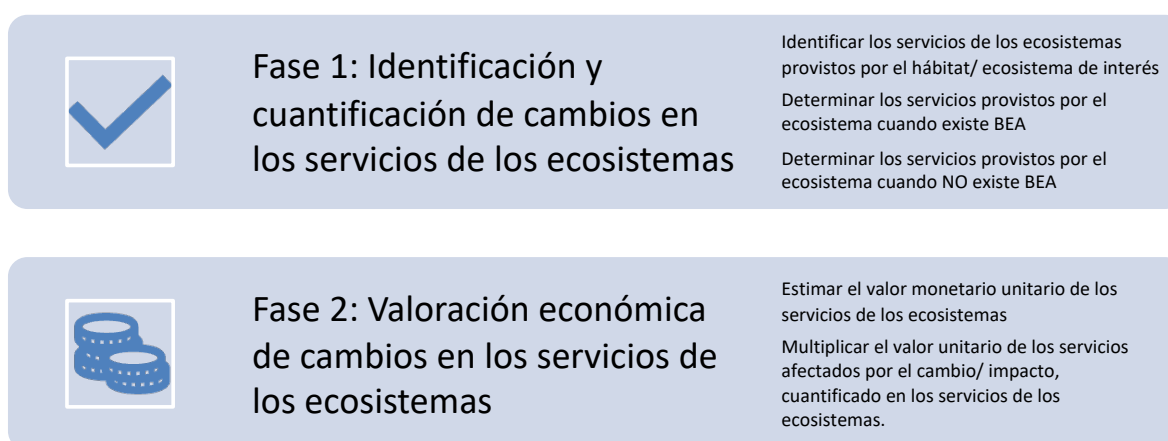 Fase 1: Identificación y
cuantificación de cambios en
los servicios de los ecosistemas
Identificar los servicios de los ecosistemas
provistos por el hábitat/ ecosistema de interés
Determinar los servicios provistos por el
ecosistema cuando existe BEA
Determinar los servicios provistos por el
ecosistema cuando NO existe BEA
Fase 2: Valoración económica
de cambios en los servicios de
los ecosistemas
Estimar el valor monetario unitario de los
servicios de los ecosistemas
Multiplicar el valor unitario de los servicios
afectados por el cambio/ impacto,
cuantificado en los servicios de los
ecosistemas.